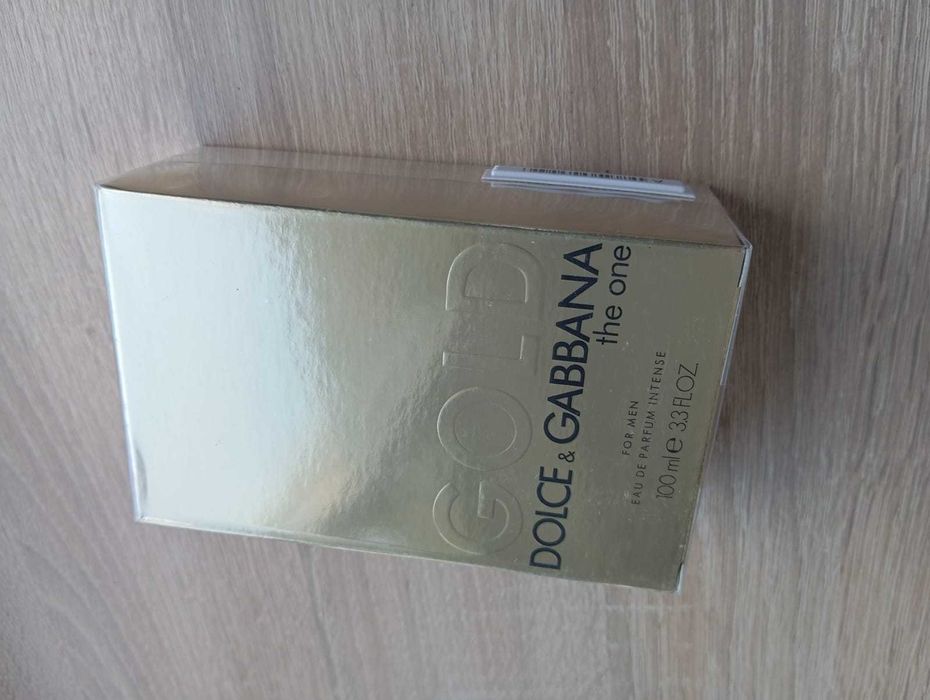 GOLD
DOLCE & GABBANA
the one
FOR MEN
EAU DE PARFUM INTENSE
100 ml e 3.3 FL.OZ